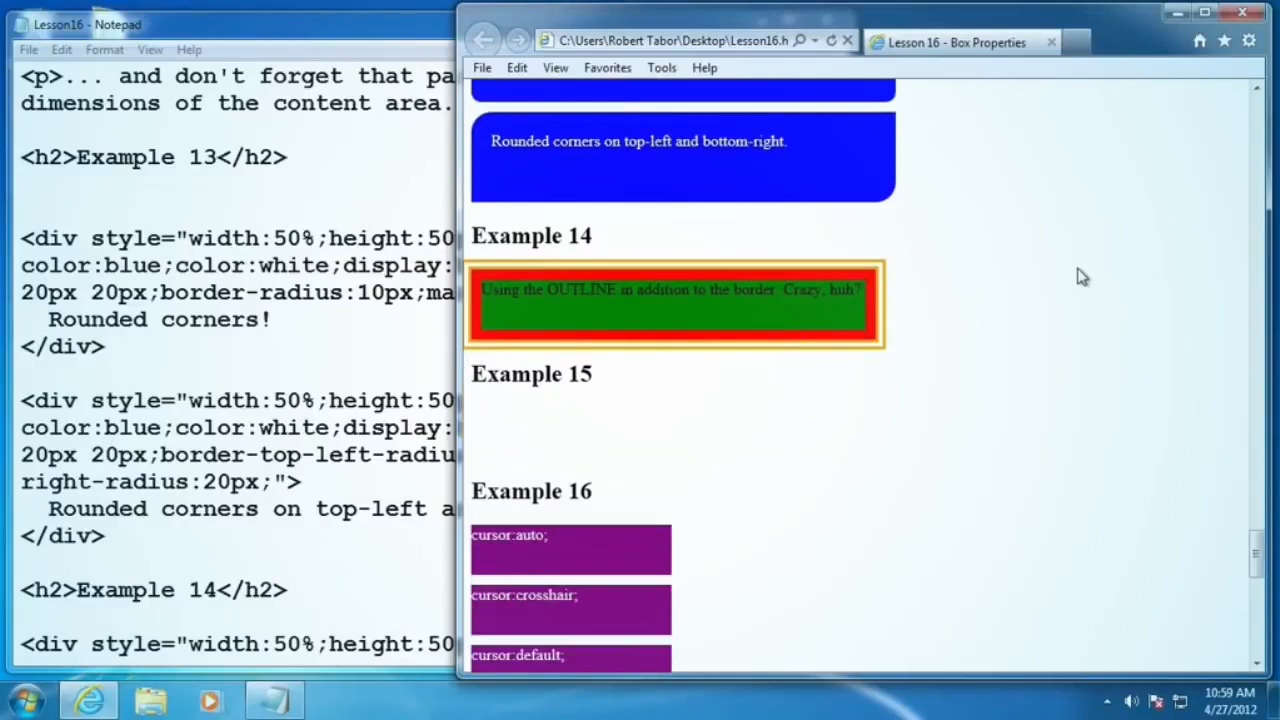 Lesson16 - Notepad
File Edit Format View Help
<p>... and don't forget that pa
dimensions of the content area.
<h2>Example 13</h2>
<div style="width:50%;height:50
color:blue;color:white;display:
20px 20px;border-radius:10px;ma
Rounded corners!
</div>
<div style="width:50%;height:50
color:blue;color:white;display:
20px 20px;border-top-left-radiu
right-radius:20px;">
Rounded corners on top-left a
</div>
<h2>Example 14</h2>
<div style="width:50%;height:50
C:\Users\Robert Tabor\Desktop\Lesson16.h
Lesson 16 - Box Properties
File Edit View Favorites Tools Help
Rounded corners on top-left and bottom-right.
Example 14
Using the OUTLINE in addition to the border. Crazy, huh?
Example 15
Example 16
cursor:auto;
cursor:crosshair;
cursor:default;
10:59 AM
4/27/2012